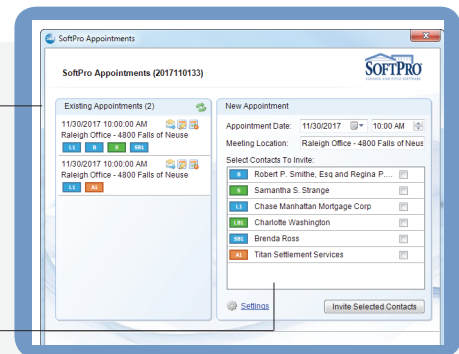 SoftPro Appointments
SoftPro Appointments (2017110133)
SOFTPRO
Existing Appointments (2)
11/30/2017 10:00:00 AM
Raleigh Office - 4800 Falls of Neuse
L1 B S SB1
11/30/2017 10:00:00 AM
Raleigh Office - 4800 Falls of Neuse
L1 A1
New Appointment
Appointment Date: 11/30/2017 10:00 AM
Meeting Location: Raleigh Office - 4800 Falls of Neus
Select Contacts To Invite:
B Robert P. Smithe, Esq and Regina P....
S Samantha S. Strange
L1 Chase Manhattan Mortgage Corp
LB1 Charlotte Washington
SB1 Brenda Ross
A1 Titan Settlement Services
Settings
Invite Selected Contacts